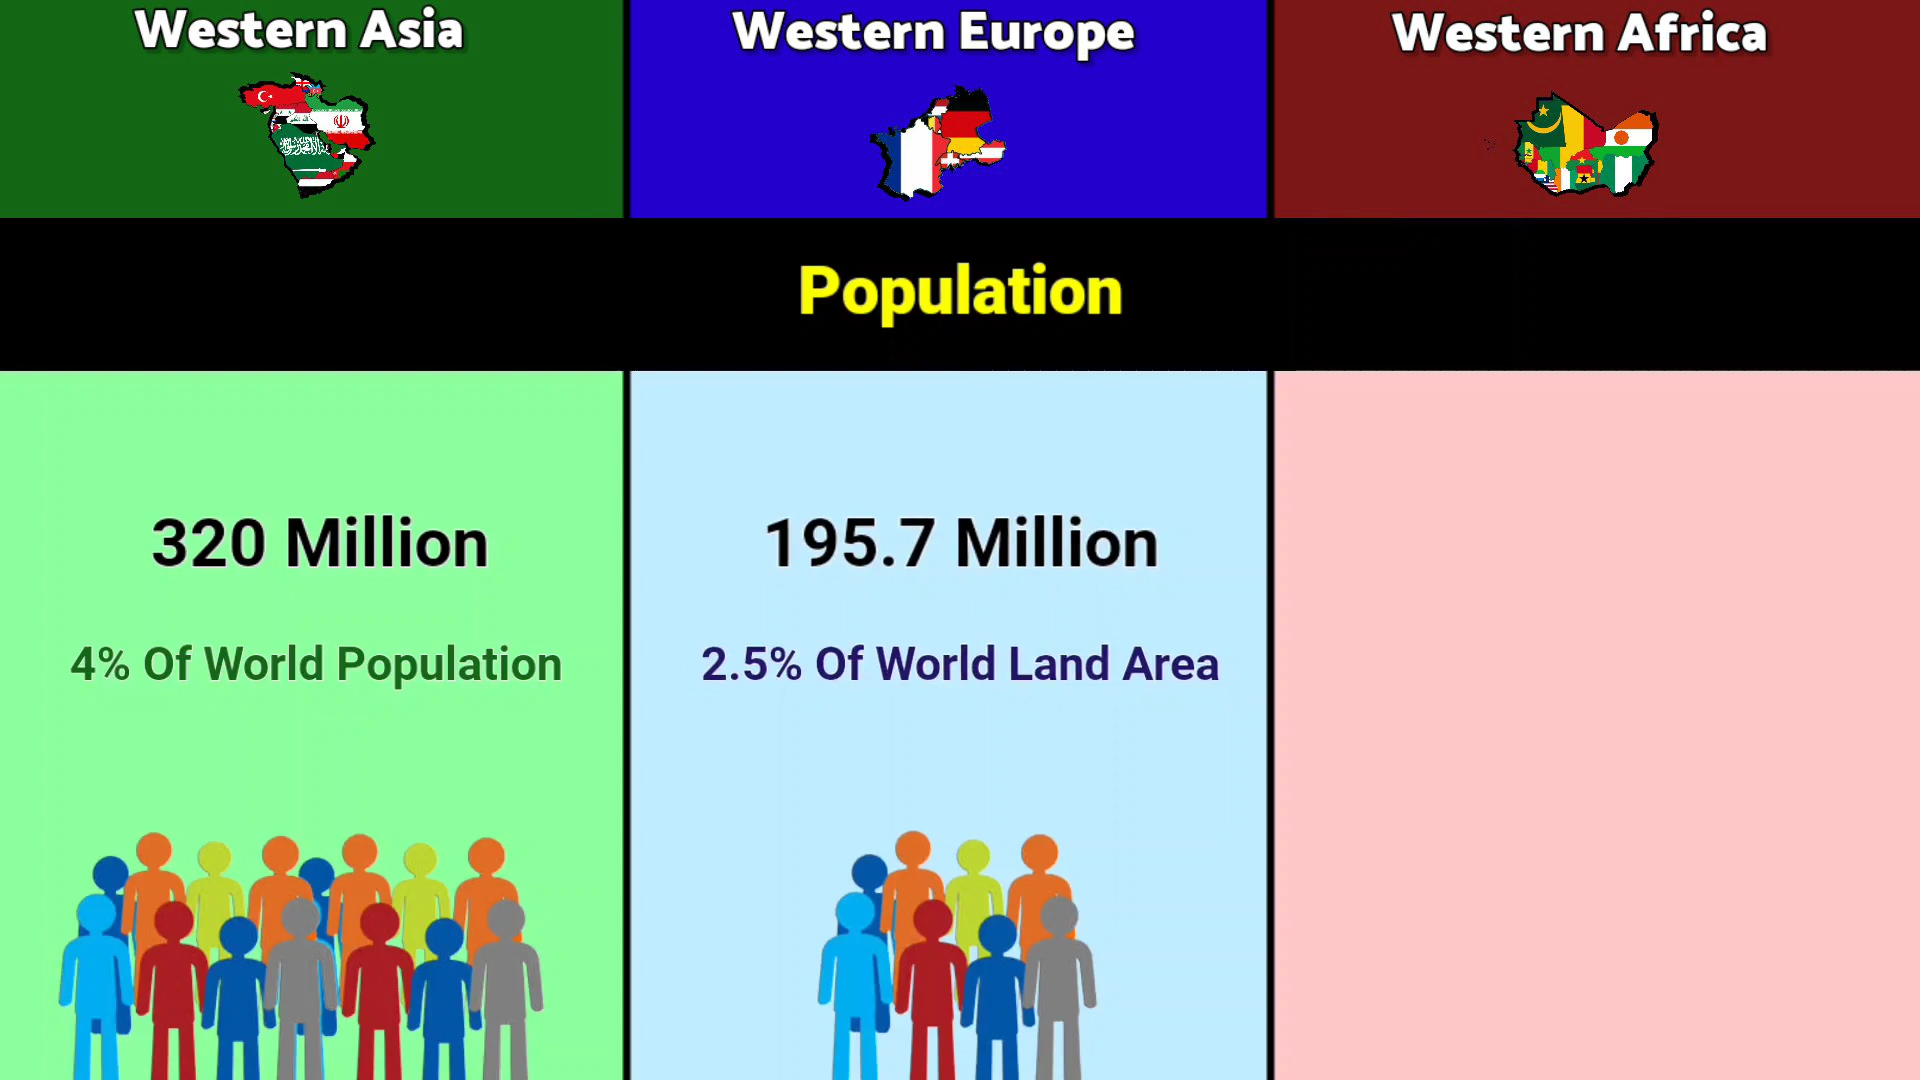 Western Asia
Western Europe
Western Africa
Population
320 Million
195.7 Million
4% Of World Population
2.5% Of World Land Area